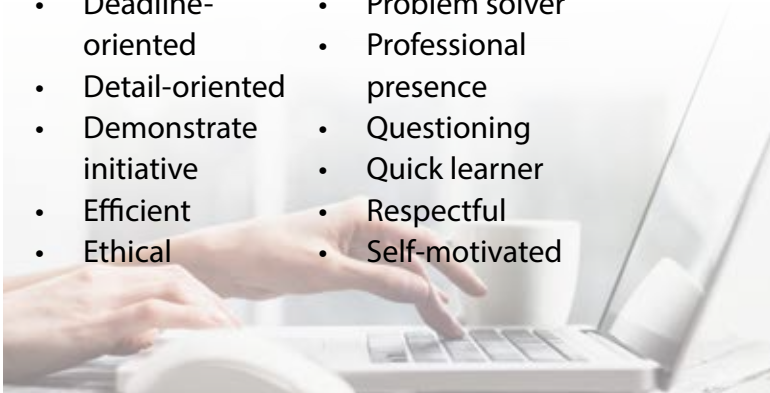 • Deadline-
oriented
• Detail-oriented
• Demonstrate
initiative
• Efficient
• Ethical
• Problem solver
• Professional
presence
• Questioning
• Quick learner
• Respectful
• Self-motivated